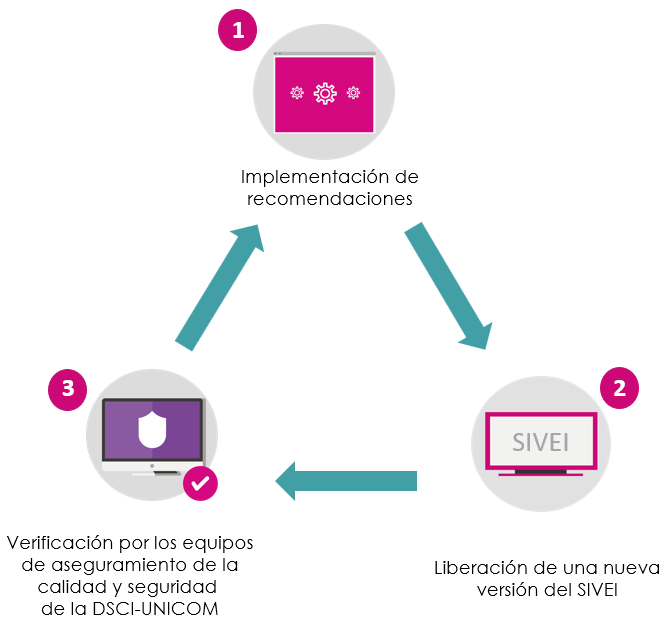 1
Implementación de
recomendaciones
2
SIVEI
Liberación de una nueva
versión del SIVEI
3
Verificación por los equipos
de aseguramiento de la
calidad y seguridad
de la DSCI-UNICOM